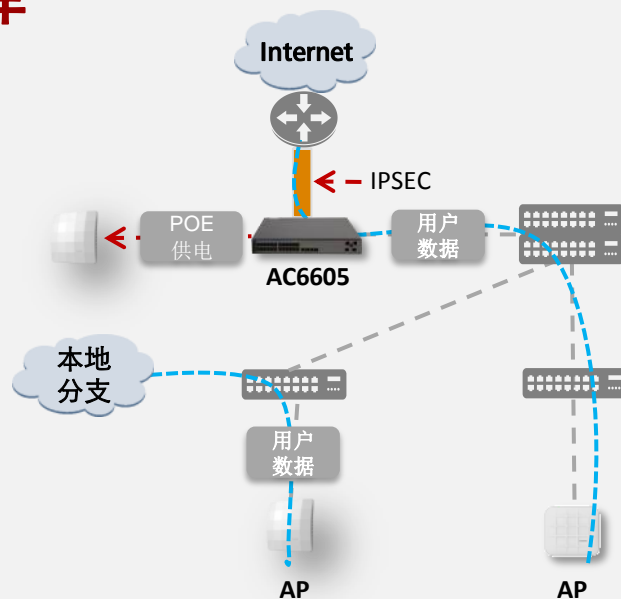 Internet
IPSEC
POE
供电
用户
数据
AC6605
本地
分支
用户
数据
AP
AP